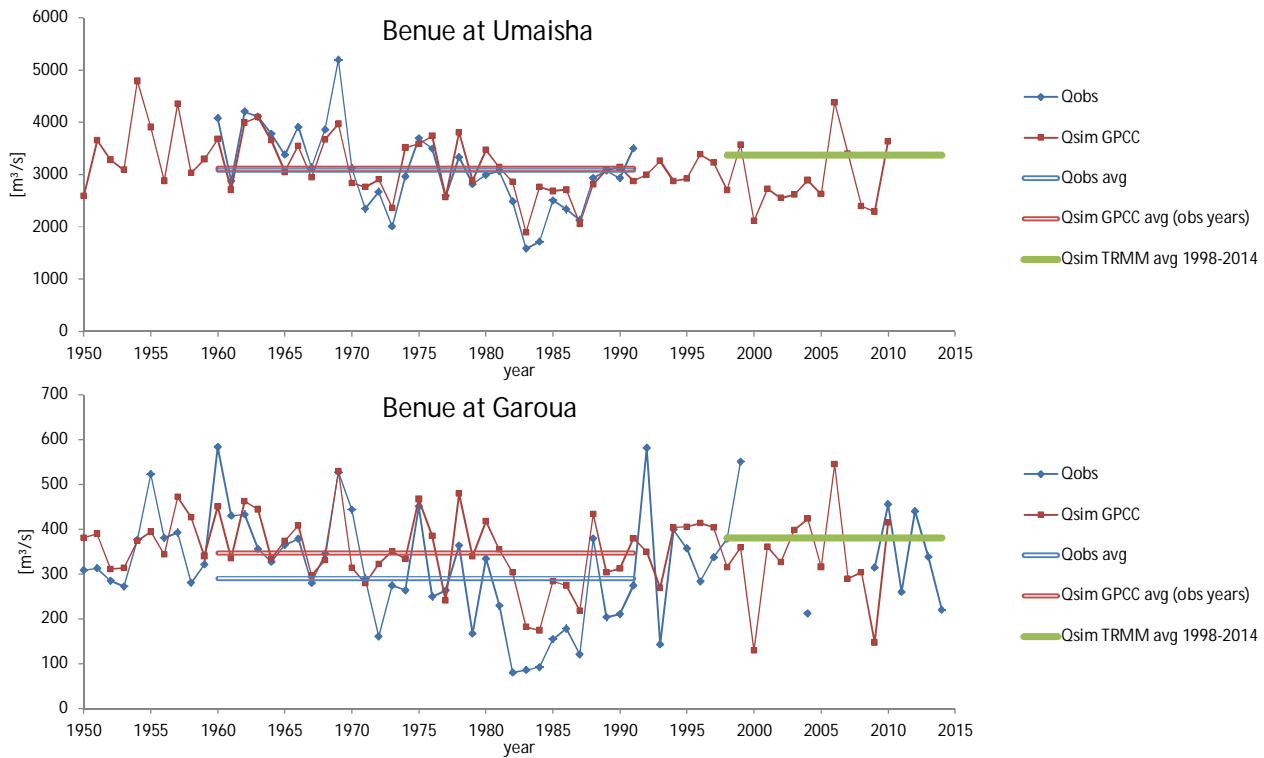 Benue at Umaisha
[m³/s]
6000
5000
4000
3000
2000
1000
0
1950 1955 1960 1965 1970 1975 1980 1985 1990 1995 2000 2005 2010 2015
year
Qobs
Qsim GPCC
Qobs avg
Qsim GPCC avg (obs years)
Qsim TRMM avg 1998-2014
Benue at Garoua
[m³/s]
700
600
500
400
300
200
100
0
1950 1955 1960 1965 1970 1975 1980 1985 1990 1995 2000 2005 2010 2015
year
Qobs
Qsim GPCC
Qobs avg
Qsim GPCC avg (obs years)
Qsim TRMM avg 1998-2014